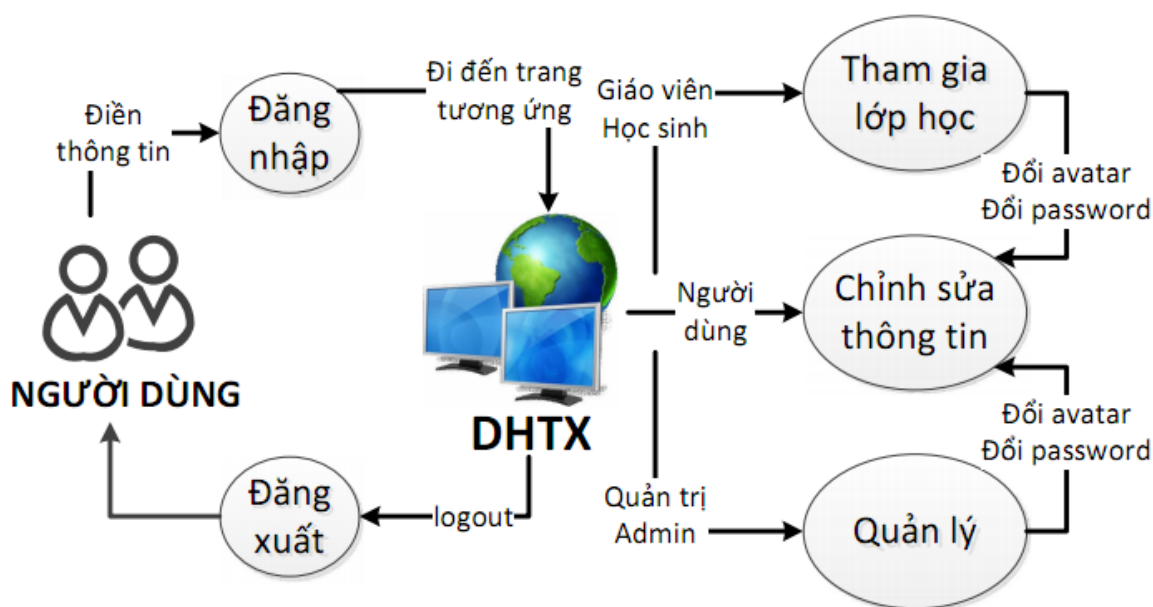 Điền
thông tin
Đăng
nhập
Đi đến trang
tương ứng
Giáo viên
Học sinh
Tham gia
lớp học
Đổi avatar
Đổi password
NGƯỜI DÙNG
DHTX
Người
dùng
Chỉnh sửa
thông tin
Đổi avatar
Đổi password
Đăng
xuất
logout
Quản trị
Admin
Quản lý